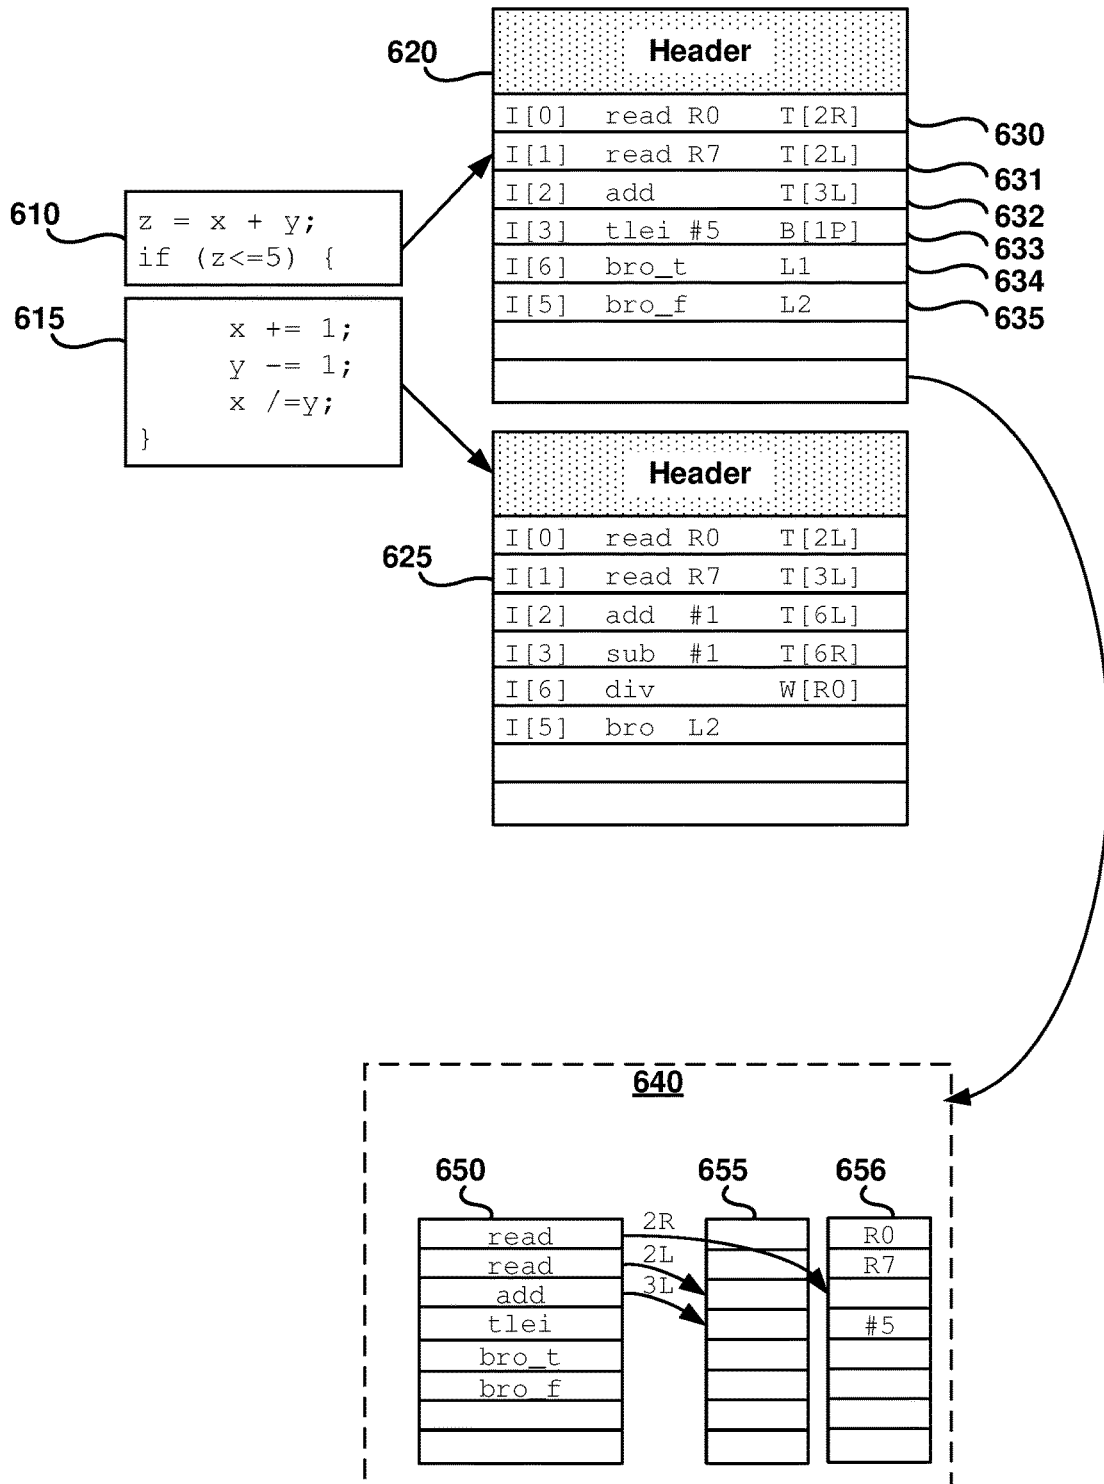 620
Header
I[0] read R0 T[2R]
630
I[1] read R7 T[2L]
631
I[2] add T[3L]
632
I[3] tlei #5 B[1P]
633
I[6] bro_t L1
634
I[5] bro_f L2
635
610
z = x + y;
if (z<=5) {
615
x += 1;
y -= 1;
x /=y;
}
Header
625
I[0] read R0 T[2L]
I[1] read R7 T[3L]
I[2] add #1 T[6L]
I[3] sub #1 T[6R]
I[6] div W[R0]
I[5] bro L2
640
650
655
656
read
read
add
tlei
bro_t
bro_f
2R
2L
3L
R0
R7
#5